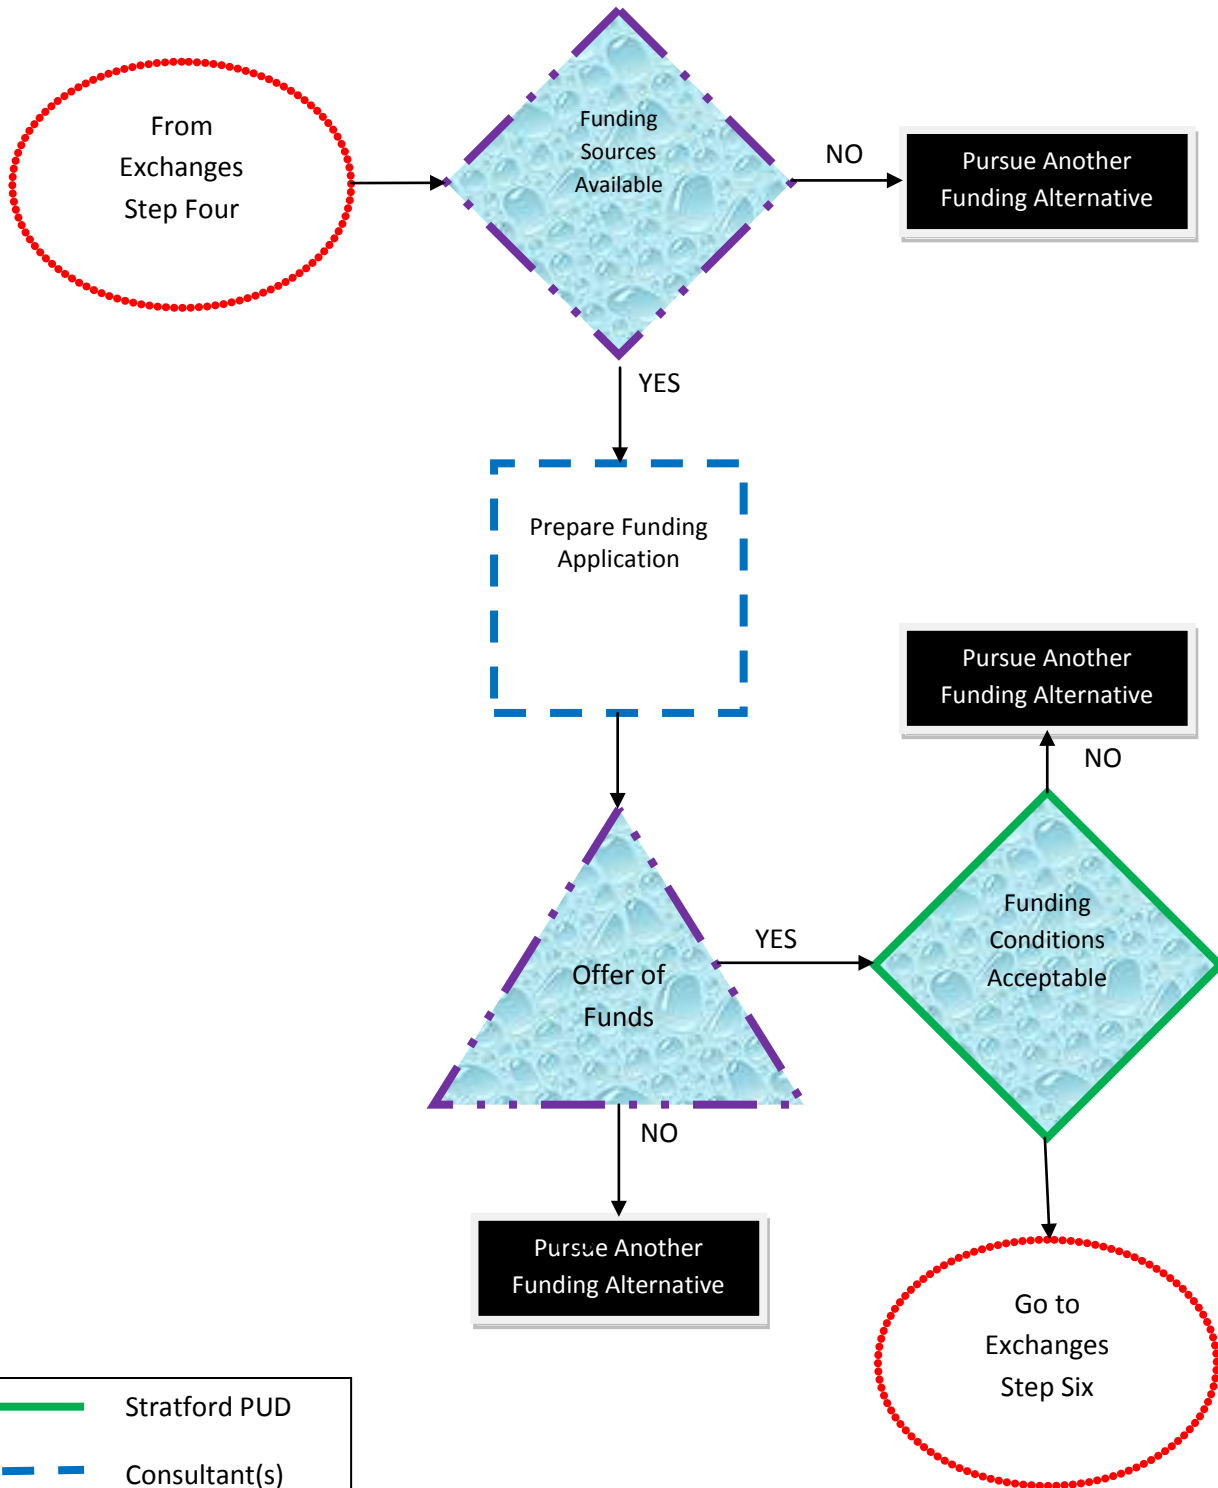 From
Exchanges
Step Four
Funding
Sources
Available
NO
Pursue Another
Funding Alternative
YES
Prepare Funding
Application
Pursue Another
Funding Alternative
NO
Offer of
Funds
YES
Funding
Conditions
Acceptable
NO
Pursue Another
Funding Alternative
Go to
Exchanges
Step Six
Stratford PUD
Consultant(s)